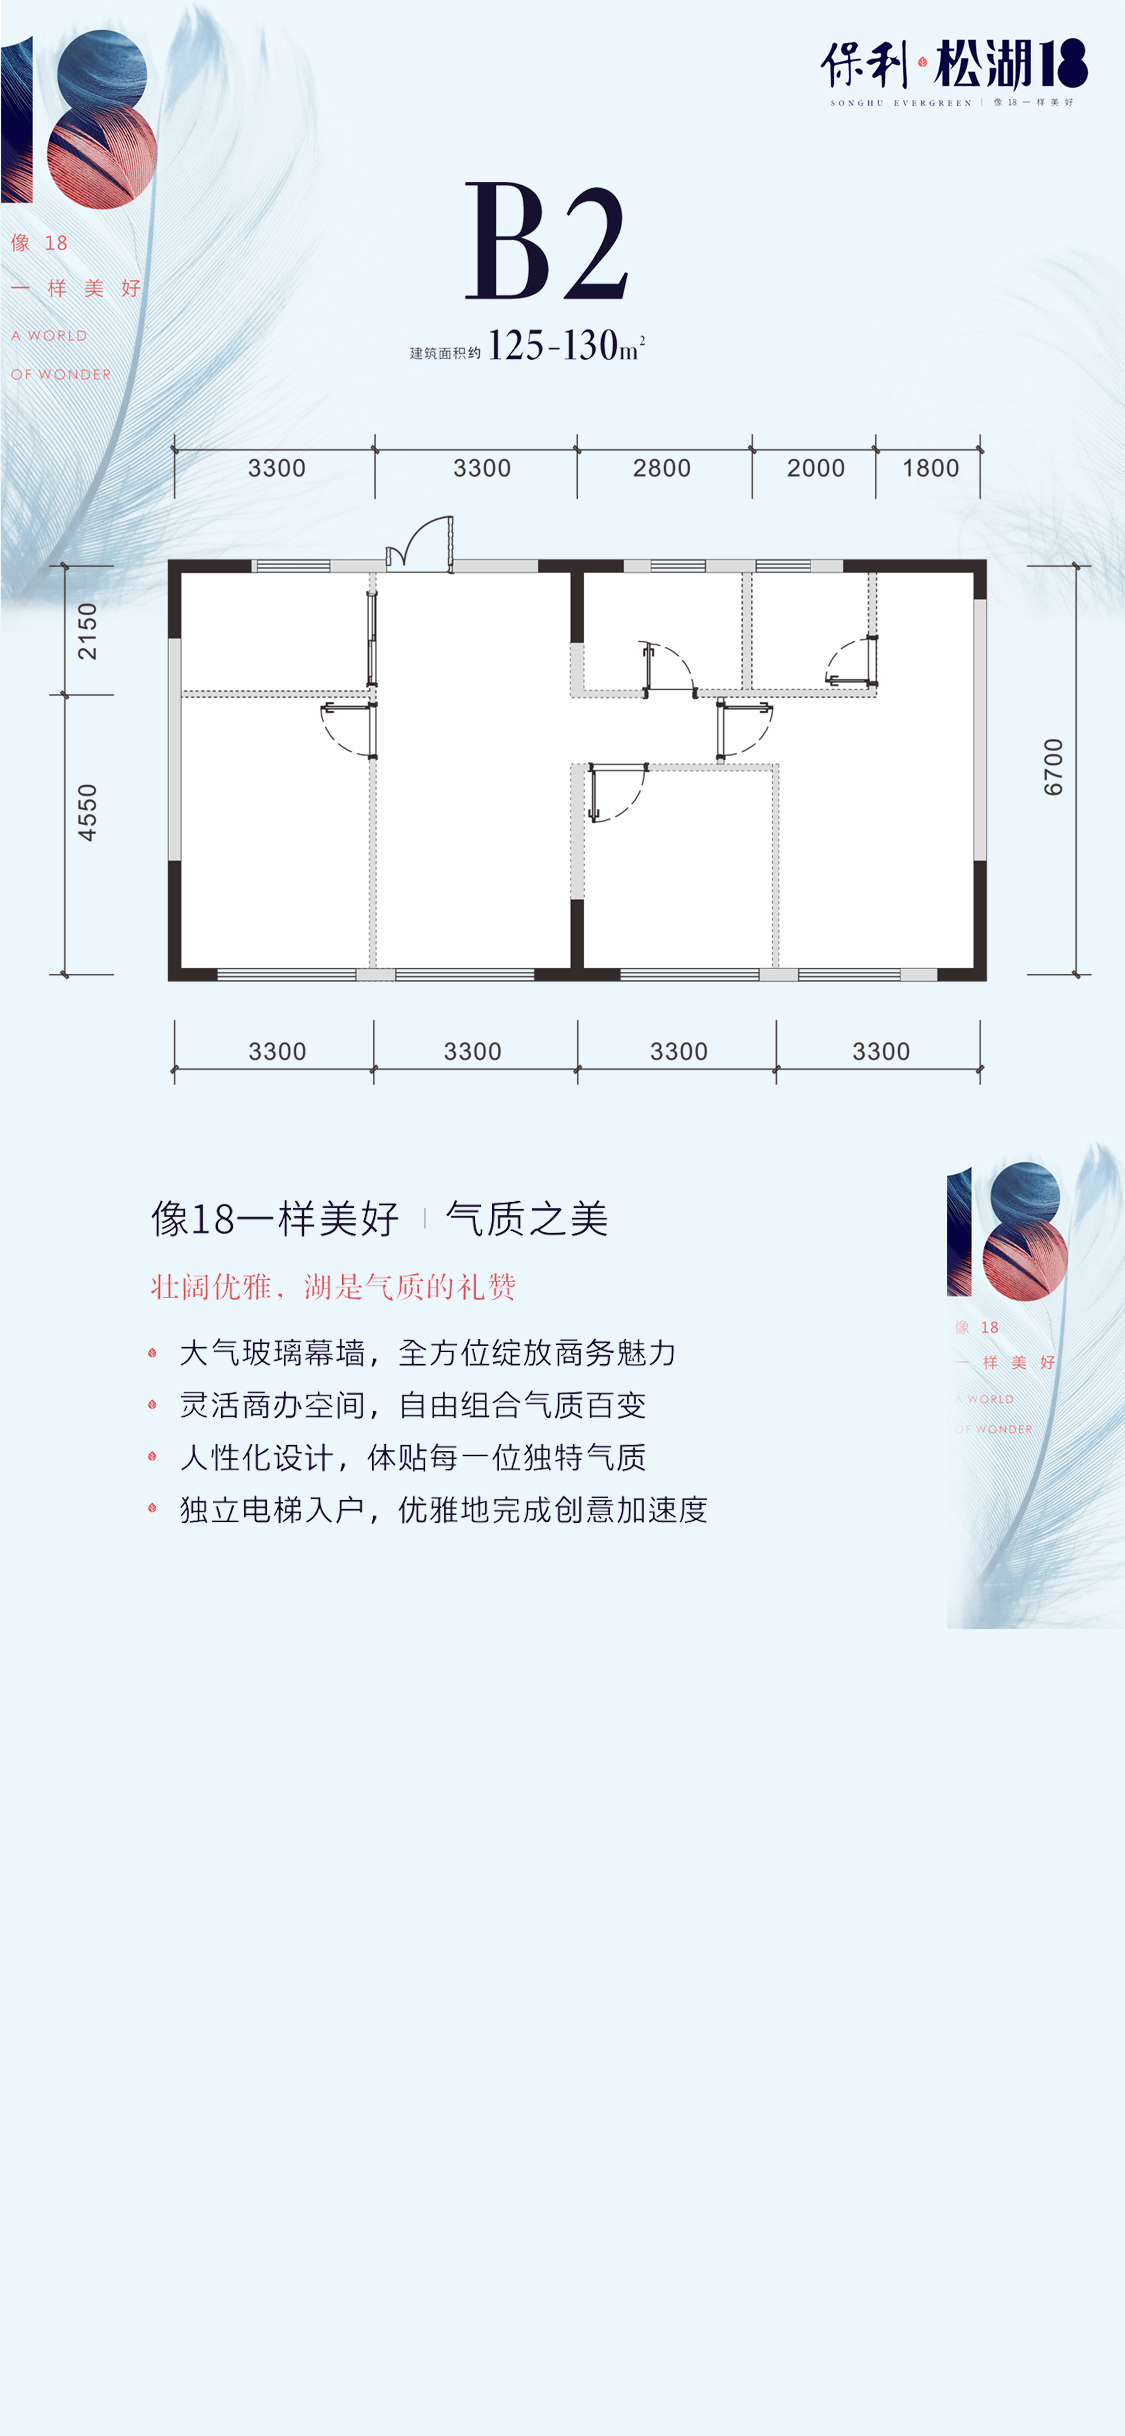 18
像 18
一样美好
A WORLD
OF WONDER
保利·松湖18
SONGHU EVERGREEN | 像18一样美好
B2
建筑面积约 125-130m²
3300 3300 2800 2000 1800
2150
4550
6700
3300 3300 3300 3300
像18一样美好 | 气质之美
壮阔优雅，湖是气质的礼赞
大气玻璃幕墙，全方位绽放商务魅力
灵活商办空间，自由组合气质百变
人性化设计，体贴每一位独特气质
独立电梯入户，优雅地完成创意加速度
18
像 18
一样美好
A WORLD
OF WONDER